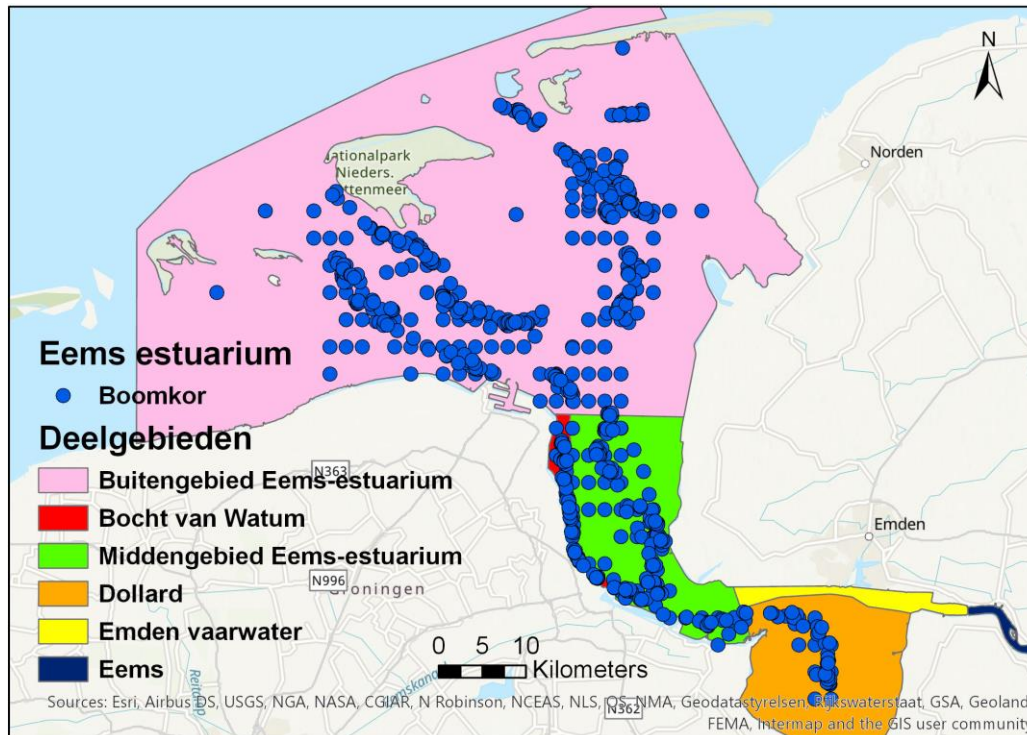 N
Norden
ationalpark
Nieders.
ttenmeer
Eems estuarium
Boomkor
Deelgebieden
N363
Buitengebied Eems-estuarium
Bocht van Watum
Emden
Middengebied Eems-estuarium
N996
Groningen
Dollard
Emden vaarwater
0 5 10
Kilometers
Eems
Reitdiep
N362
Sources: Esri, Airbus DS, USGS, NGA, NASA, CGIAR, N Robinson, NCEAS, NLS, OS, NMA, Geodatastyrelsen, Rijkswaterstaat, GSA, Geoland
FEMA, Intermap and the GIS user community